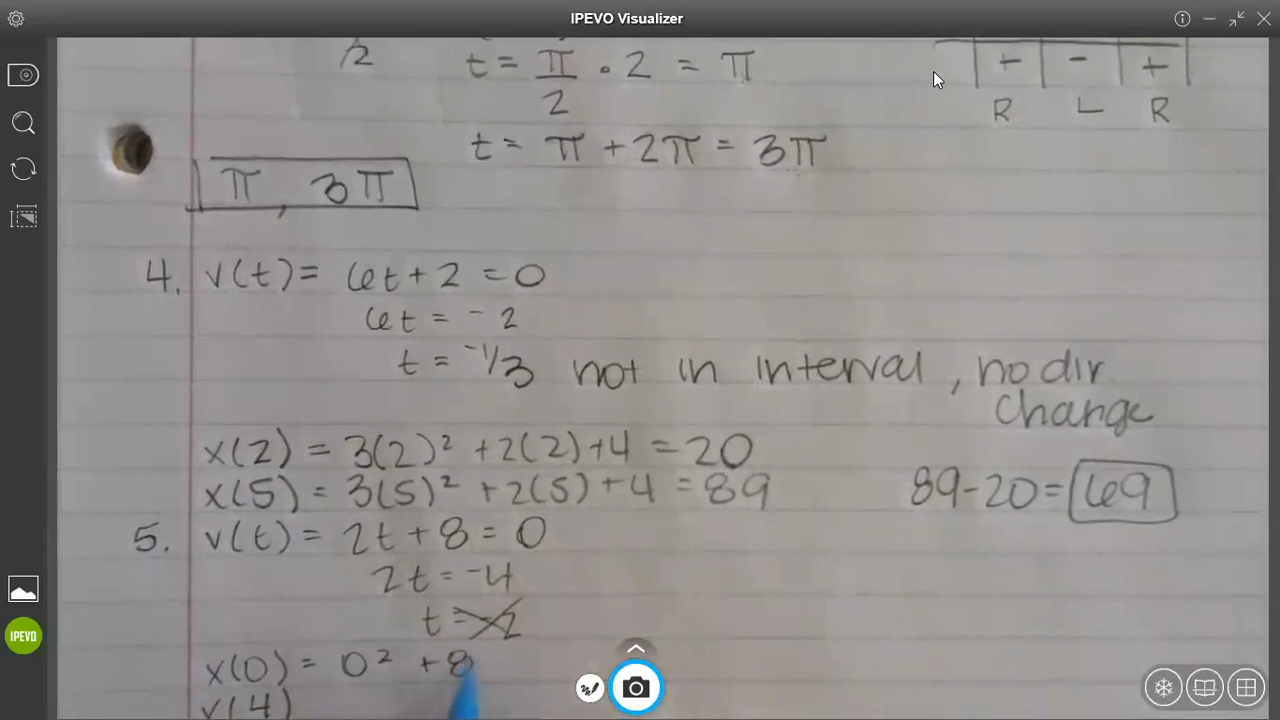 IPEVO Visualizer
/2
t = π/2 · 2 = π
+ - +
R L R
t = π + 2π = 3π
π, 3π
4. v(t) = 6t + 2 = 0
6t = -2
t = -1/3 not in interval, no dir
change
x(2) = 3(2)² + 2(2) + 4 = 20
x(5) = 3(5)² + 2(5) + 4 = 89
89-20 = 69
5. v(t) = 2t + 8 = 0
2t = -4
t = -2
x(0) = 0² + 8
IPEVO